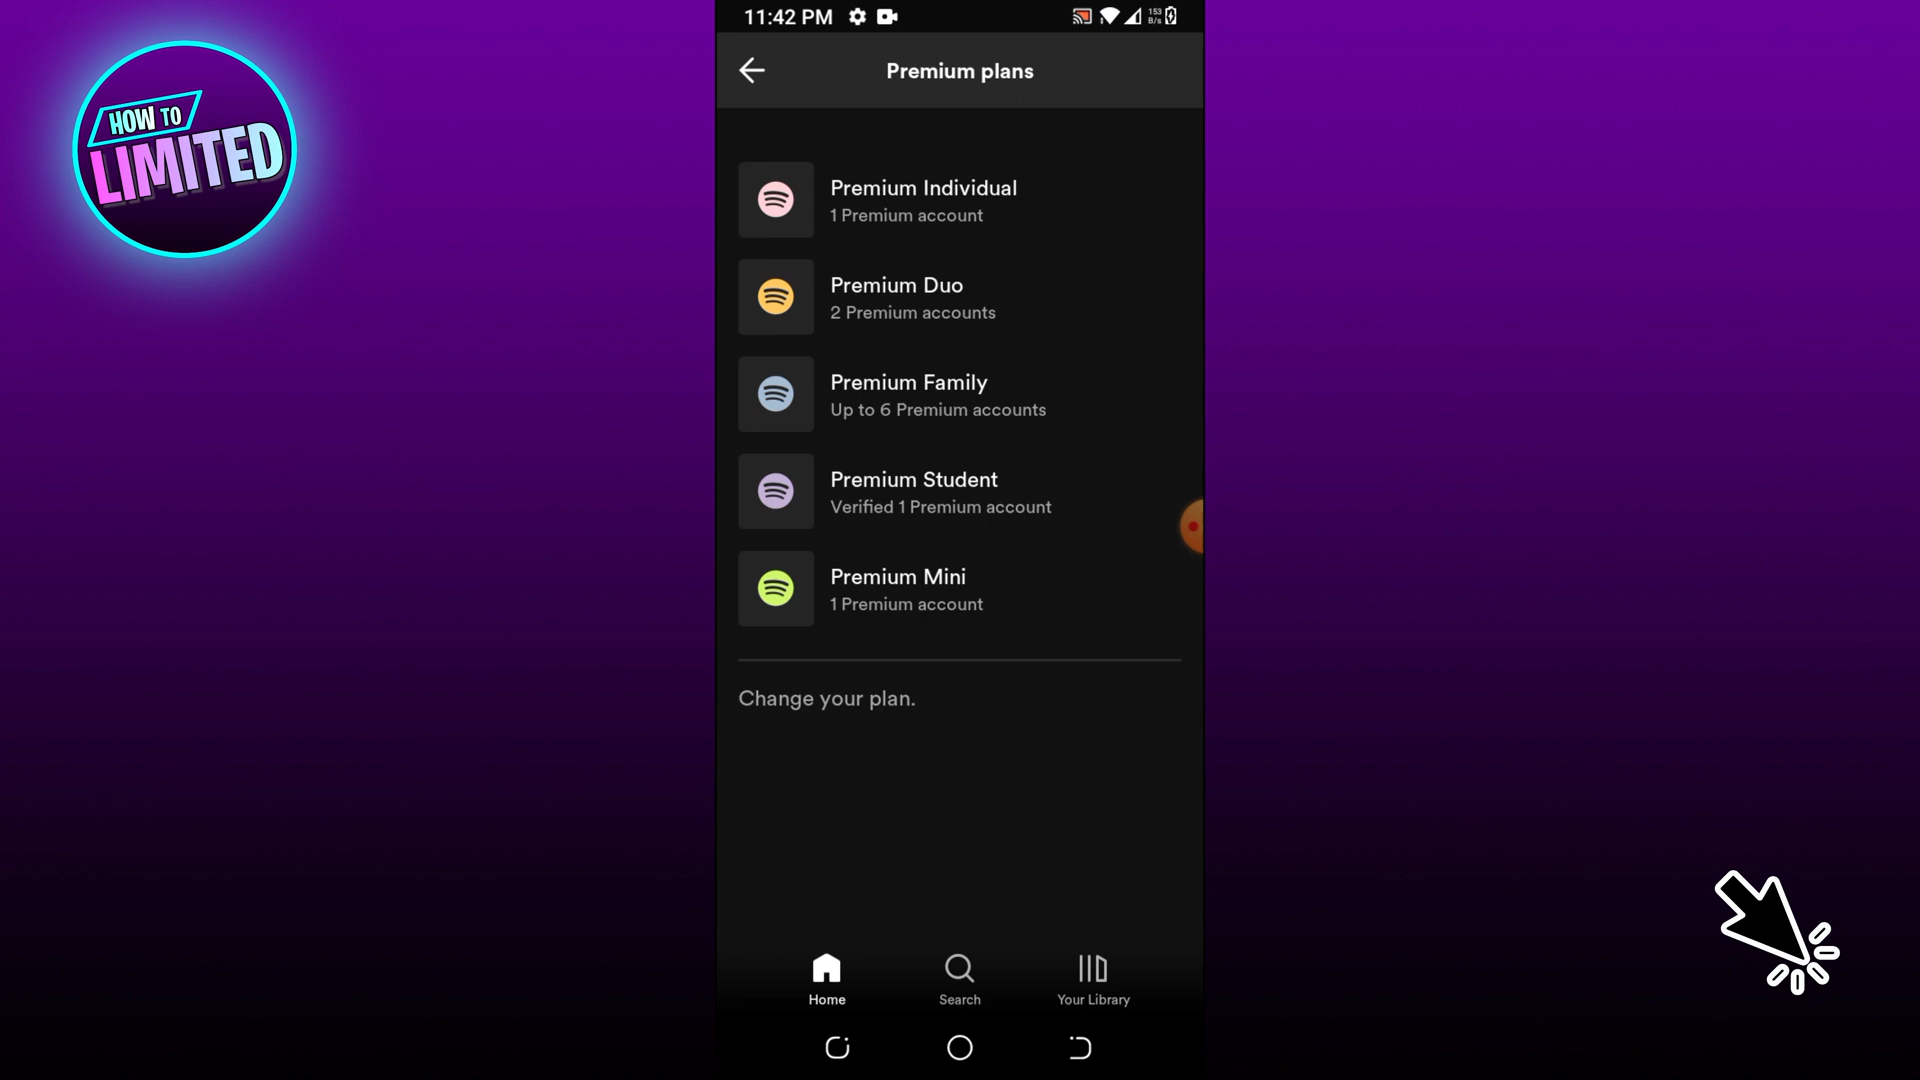 HOW TO
LIMITED
11:42 PM
153
B/s
Premium plans
Premium Individual
1 Premium account
Premium Duo
2 Premium accounts
Premium Family
Up to 6 Premium accounts
Premium Student
Verified 1 Premium account
Premium Mini
1 Premium account
Change your plan.
Home
Search
Your Library